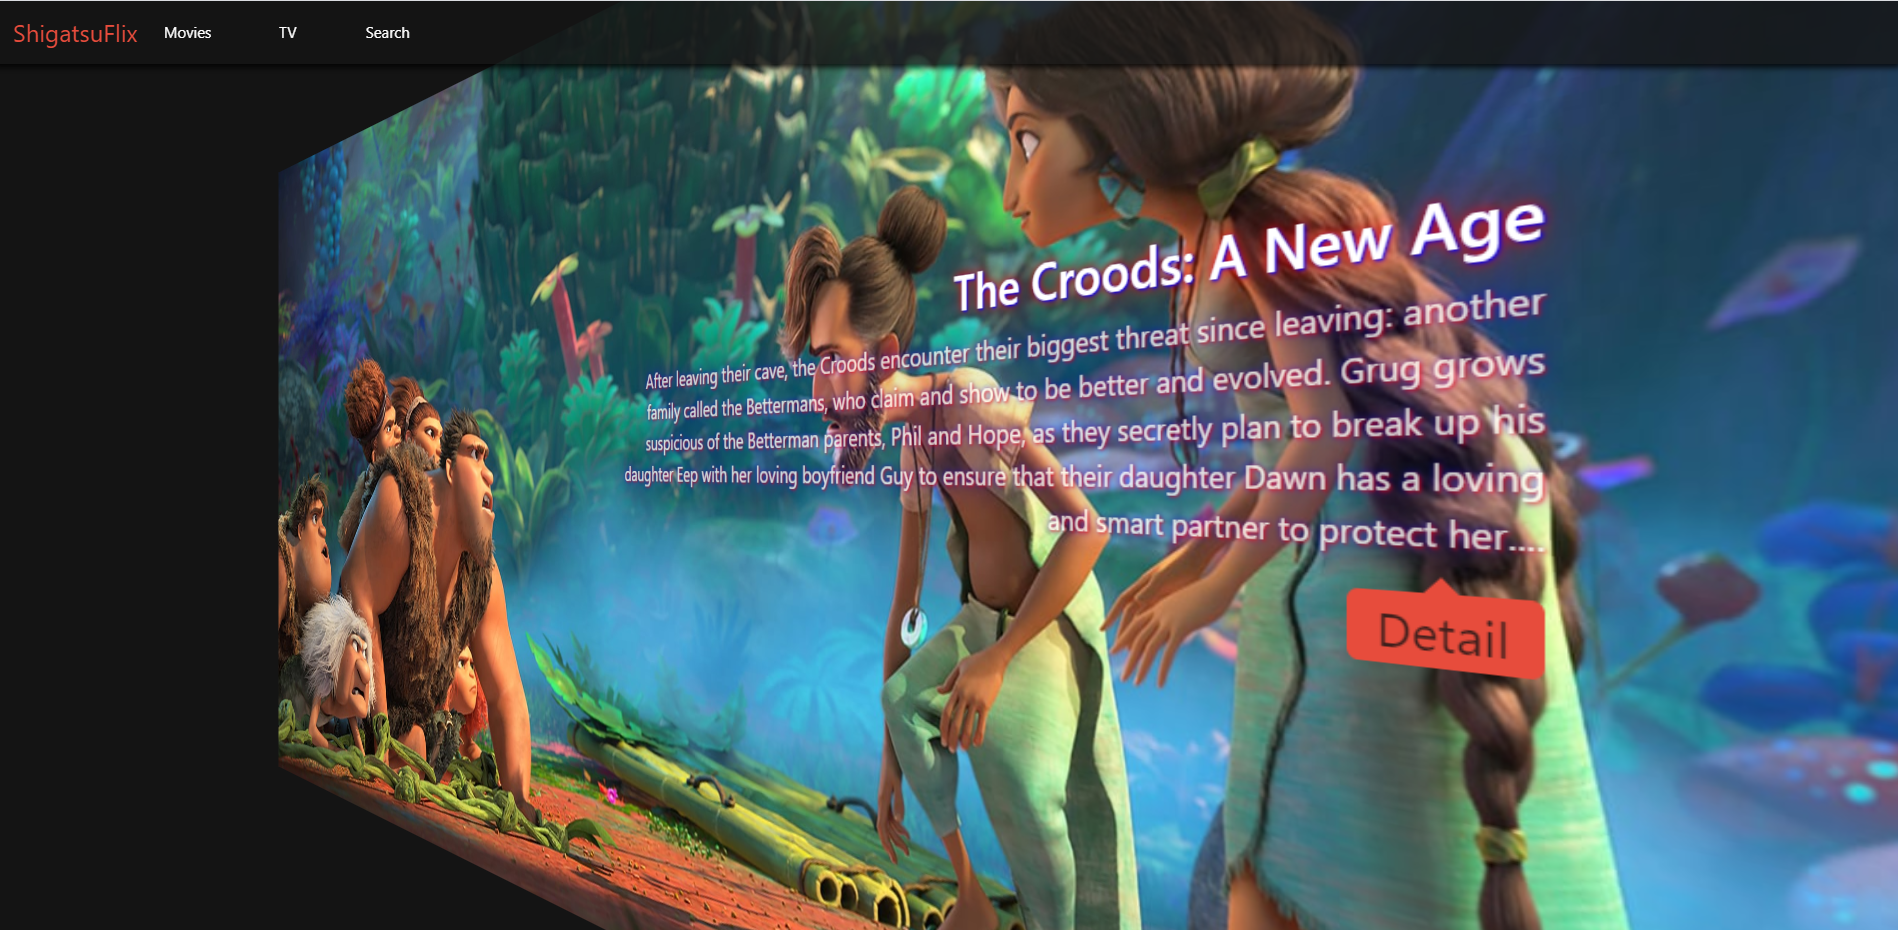 ShigatsuFlix Movies TV Search
The Croods: A New Age
After leaving their cave, the Croods encounter their biggest threat since leaving: another
family called the Bettermans, who claim and show to be better and evolved. Grug grows
suspicious of the Betterman parents, Phil and Hope, as they secretly plan to break up his
daughter Eep with her loving boyfriend Guy to ensure that their daughter Dawn has a loving
and smart partner to protect her....
Detail